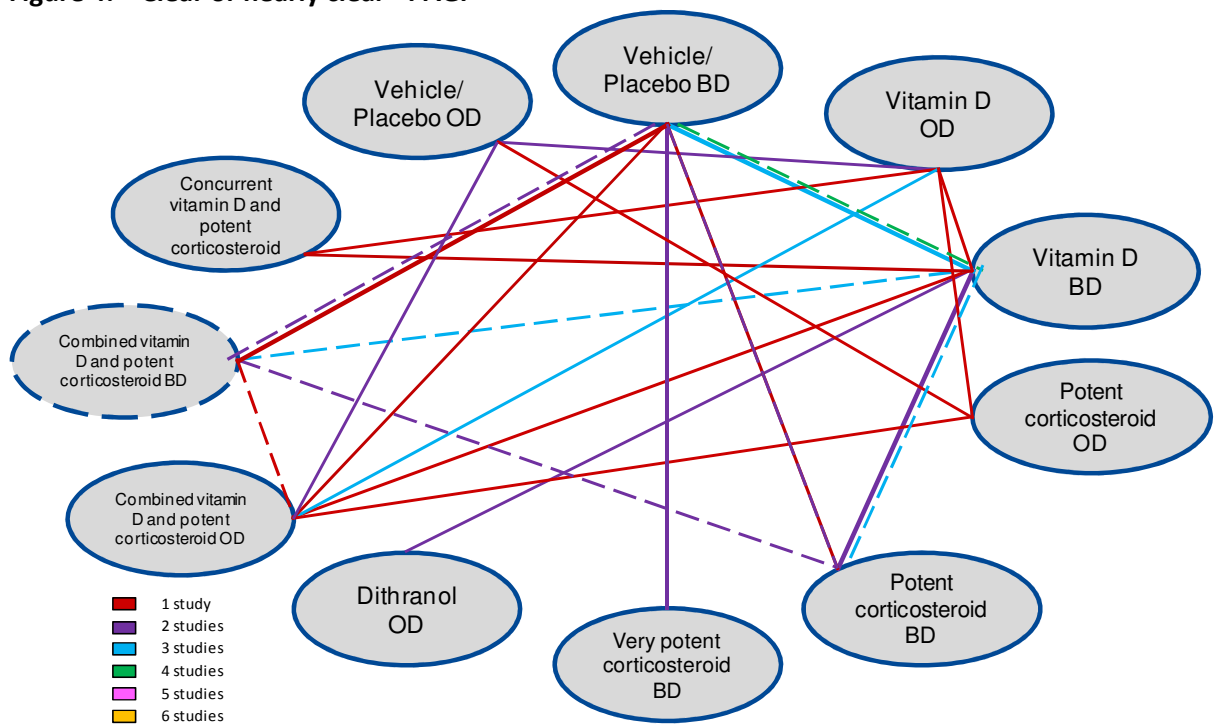 Vehicle/
Placebo BD
Vehicle/
Placebo OD
Vitamin D
OD
Concurrent
vitamin D and
potent
corticosteroid
Vitamin D
BD
Combined vitamin
D and potent
corticosteroid BD
Potent
corticosteroid
OD
Combined vitamin
D and potent
corticosteroid OD
Dithranol
OD
Very potent
corticosteroid
BD
Potent
corticosteroid
BD
1 study
2 studies
3 studies
4 studies
5 studies
6 studies